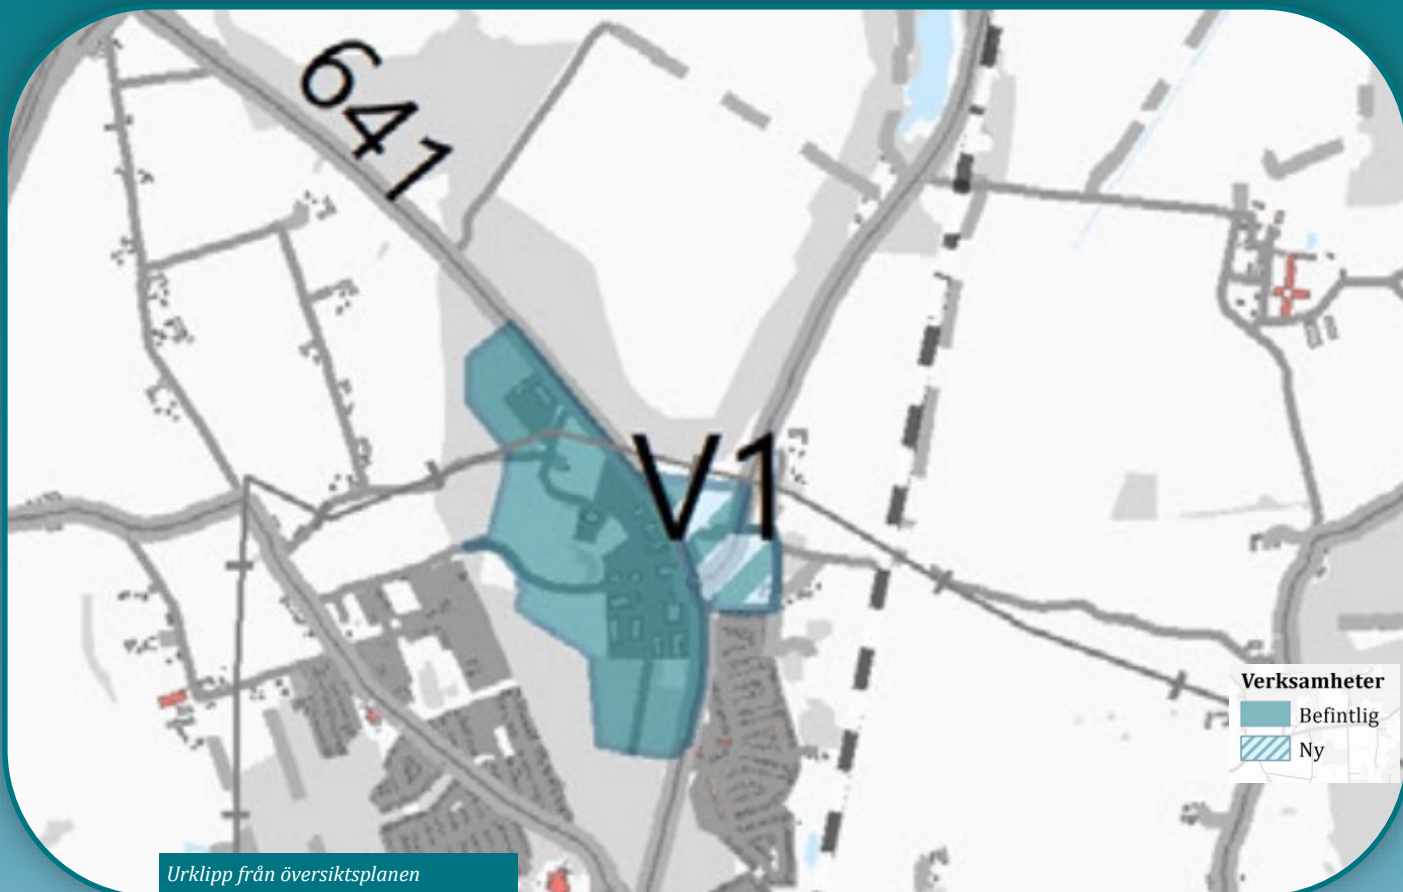 641
V1
Verksamheter
Befintlig
Ny
Urklipp från översiktsplanen